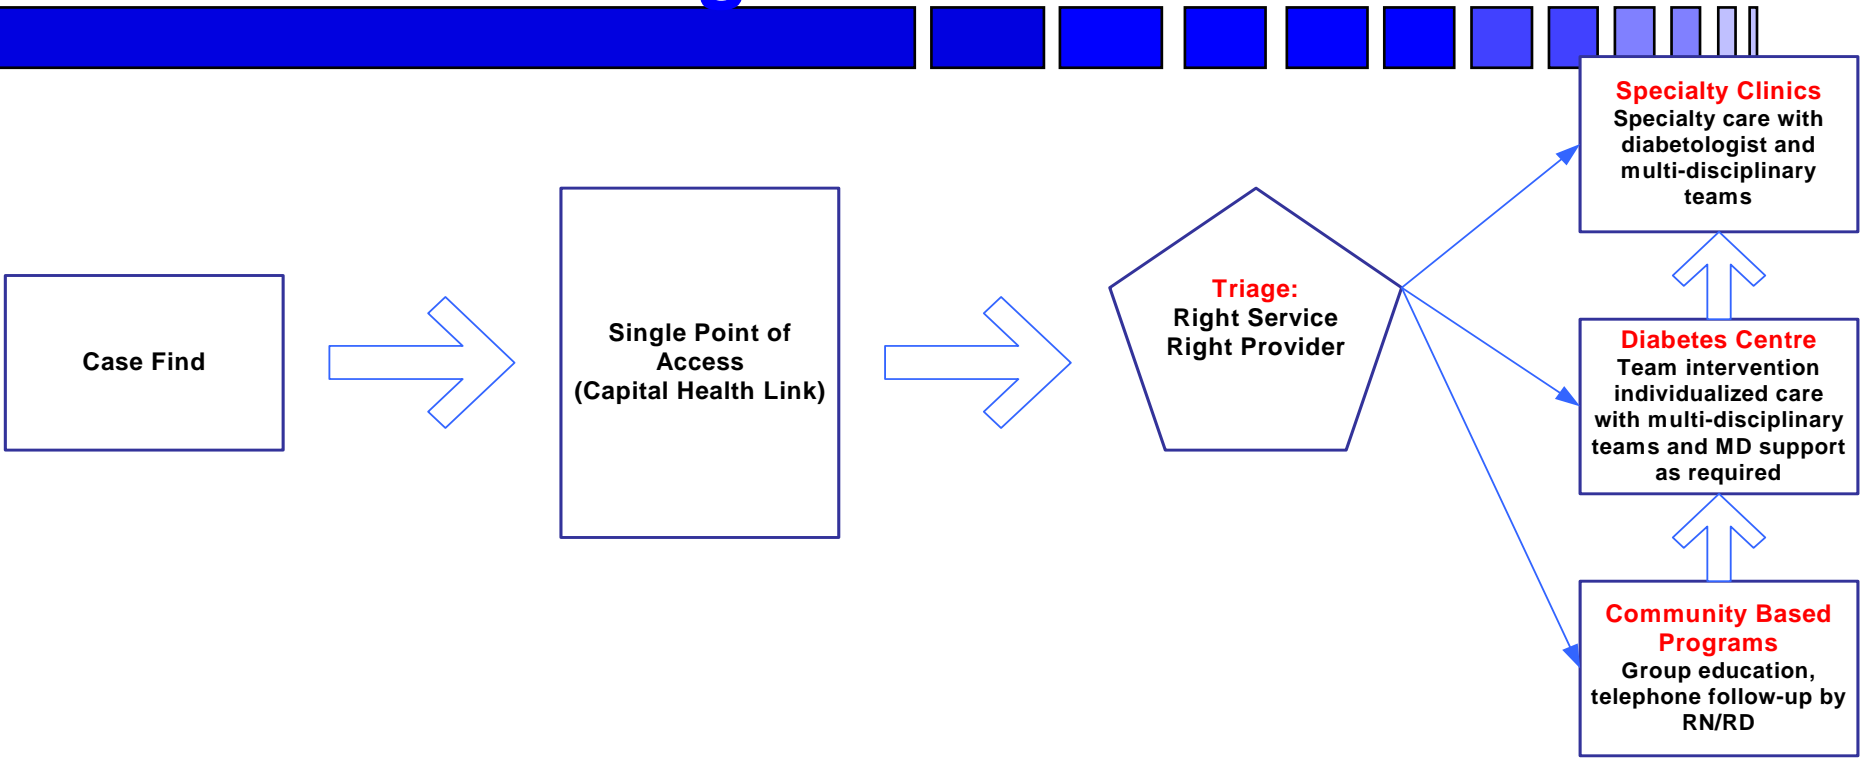 Case Find
Single Point of
Access
(Capital Health Link)
Triage:
Right Service
Right Provider
Specialty Clinics
Specialty care with
diabetologist and
multi-disciplinary
teams
Diabetes Centre
Team intervention
individualized care
with multi-disciplinary
teams and MD support
as required
Community Based
Programs
Group education,
telephone follow-up by
RN/RD